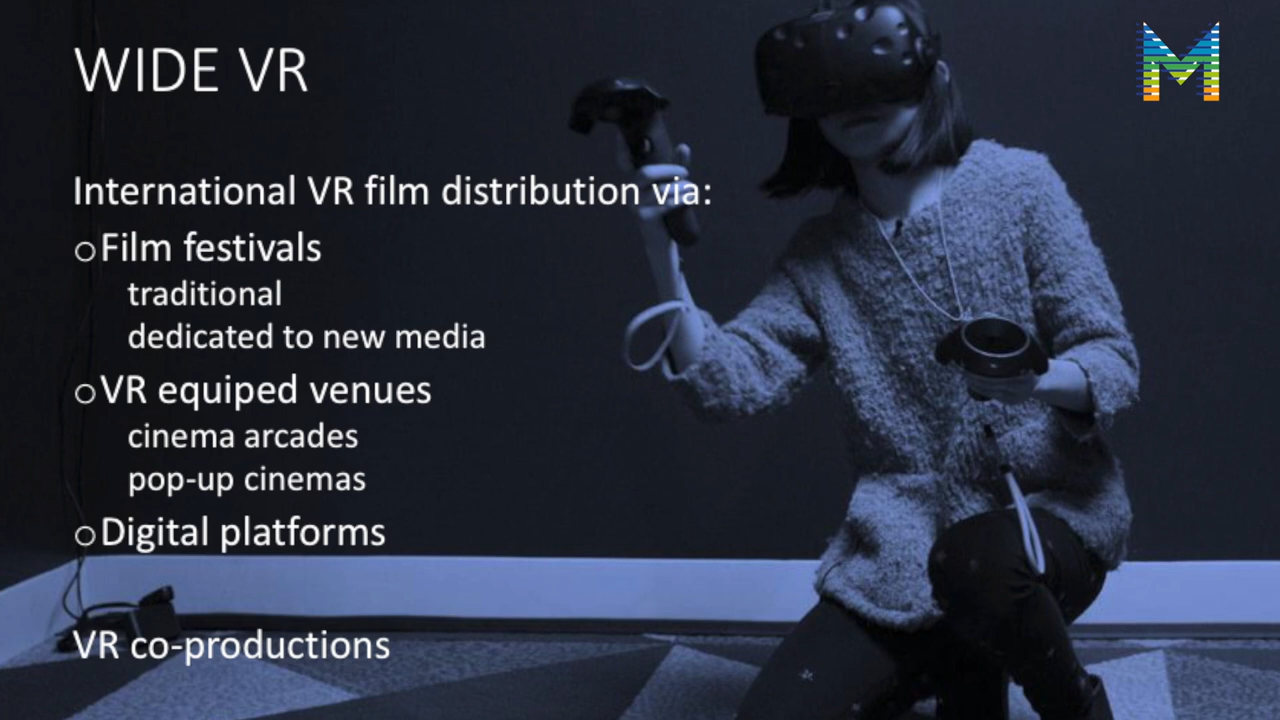 WIDE VR
M
International VR film distribution via:
○Film festivals
traditional
dedicated to new media
○VR equiped venues
cinema arcades
pop-up cinemas
○Digital platforms
VR co-productions